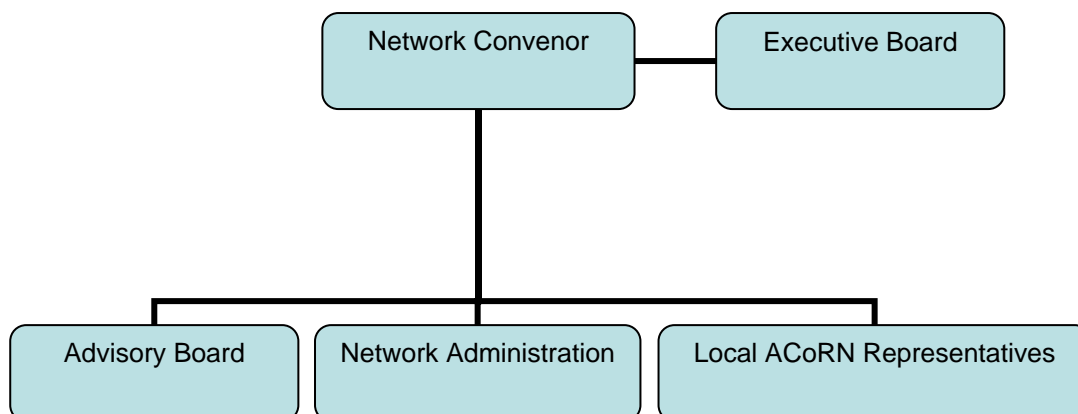 Network Convenor
Executive Board
Advisory Board
Network Administration
Local ACoRN Representatives